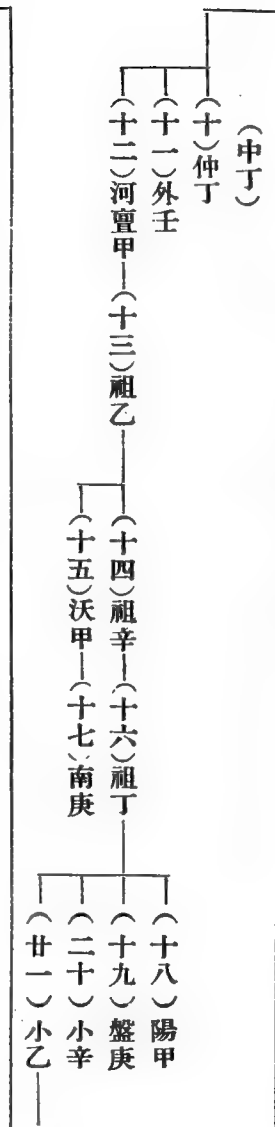 (中丁)
(十)仲丁
(十一)外壬
(十二)河亶甲
(十三)祖乙
(十四)祖辛
(十六)祖丁
(十五)沃甲
(十七)南庚
(十八)陽甲
(十九)盤庚
(二十)小辛
(廿一)小乙